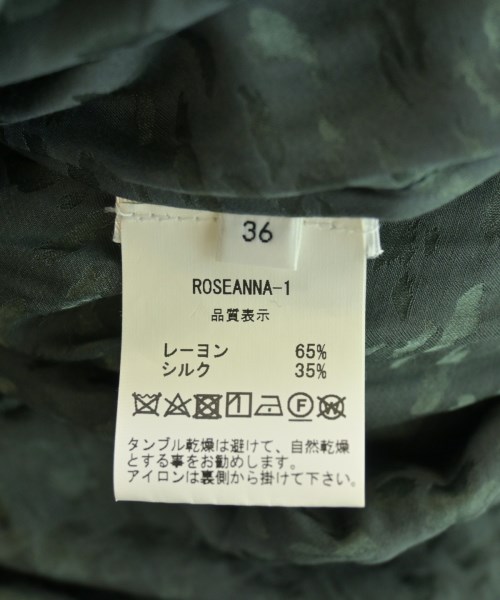 36
ROSEANNA-1
品質表示
レーヨン 65%
シルク 35%
タンブル乾燥は避けて、自然乾燥
とする事をお勧めします。
アイロンは裏側から掛けて下さい。